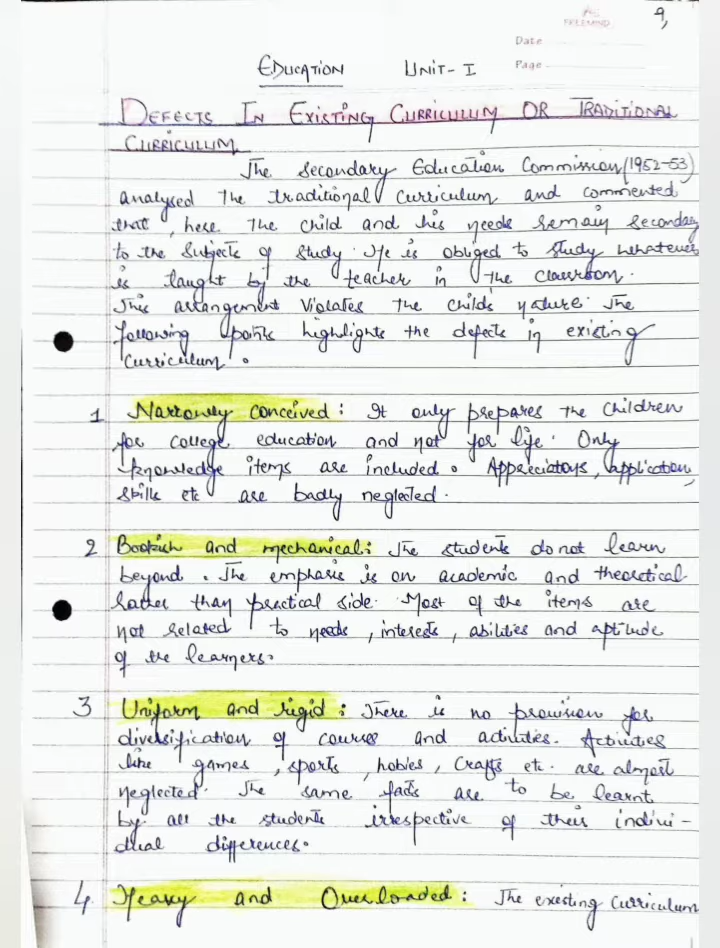 9,
FREEMIND
Date
Page
EDUCATION UNIT-I
DEFECTS IN EXISTING CURRICULUM OR TRADITIONAL
CURRICULUM
The Secondary Education Commission (1952-53)
analysed the traditional curriculum and commented
that, here the child and his needs remain secondary
to the subjects of study. He is obliged to study whatever
is taught by the teacher in the classroom.
This arrangement violates the childs nature. The
following points highlights the defects in existing
curriculum.
1 Narrowly conceived: It only prepares the children
for college education and not for life. Only
knowledge items are included. Appreciations, application,
skills etc are badly neglected.
2 Bookish and mechanical: The students do not learn
beyond. The emphasis is on academic and theoretical
rather than practical side. Most of the items are
not related to needs, interests, abilities and aptitude
of the learners.
3 Uniform and rigid: There is no provision for
diversification of courses and activities. Activities
like games, sports, hobies, crafts etc. are almost
neglected. The same facts are to be learnt
by all the students irrespective of their indivi-
dual differences.
4. Heavy and Overloaded: The existing curriculum